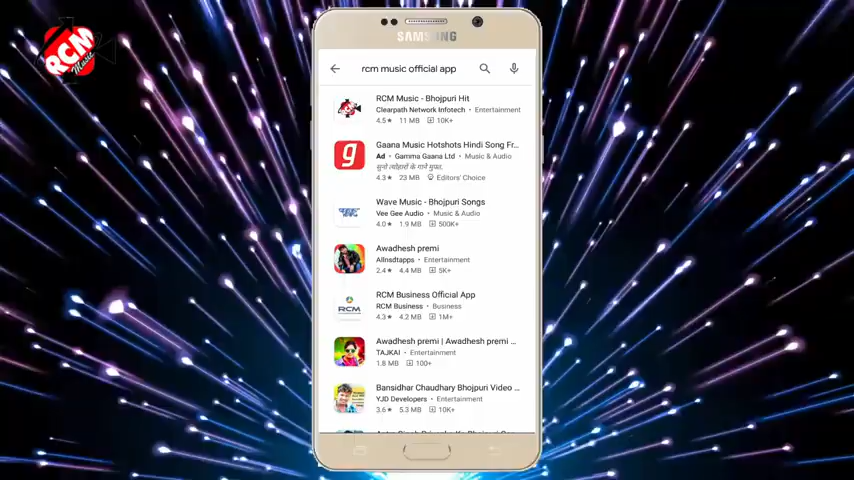 RCM
Music
SAMSUNG
rcm music official app
RCM Music - Bhojpuri Hit
Clearpath Network Infotech • Entertainment
4.5★ 11 MB 10K+
Gaana Music Hotshots Hindi Song Fr...
Ad • Gamma Gaana Ltd • Music & Audio
सुनो त्योहारों के गाने मुफ्त.
4.3★ 23 MB Editors' Choice
Wave Music - Bhojpuri Songs
Vee Gee Audio • Music & Audio
4.0★ 1.9 MB 500K+
Awadhesh premi
Allnsdtapps • Entertainment
2.4★ 4.4 MB 5K+
RCM Business Official App
RCM Business • Business
RCM
4.3★ 4.2 MB 1M+
Awadhesh premi | Awadhesh premi ...
TAJKAI • Entertainment
1.8 MB 100+
Bansidhar Chaudhary Bhojpuri Video ...
YJD Developers • Entertainment
3.6★ 5.3 MB 10K+